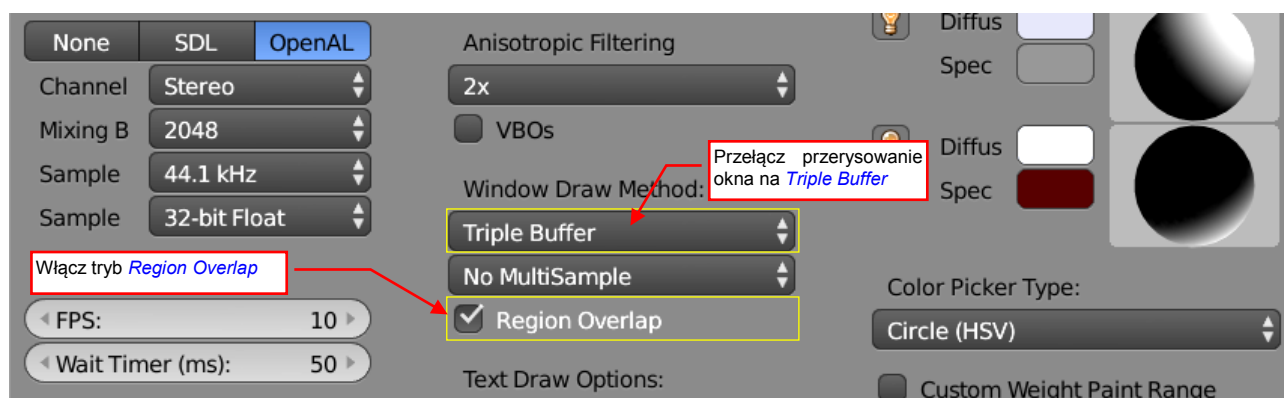 None SDL OpenAL
Channel Stereo
Mixing B 2048
Sample 44.1 kHz
Sample 32-bit Float
Włącz tryb Region Overlap
FPS: 10
Wait Timer (ms): 50
Anisotropic Filtering
2x
VBOs
Window Draw Method:
Przełącz przerysowanie
okna na Triple Buffer
Triple Buffer
No MultiSample
Region Overlap
Text Draw Options:
Diffus
Spec
Diffus
Spec
Color Picker Type:
Circle (HSV)
Custom Weight Paint Range